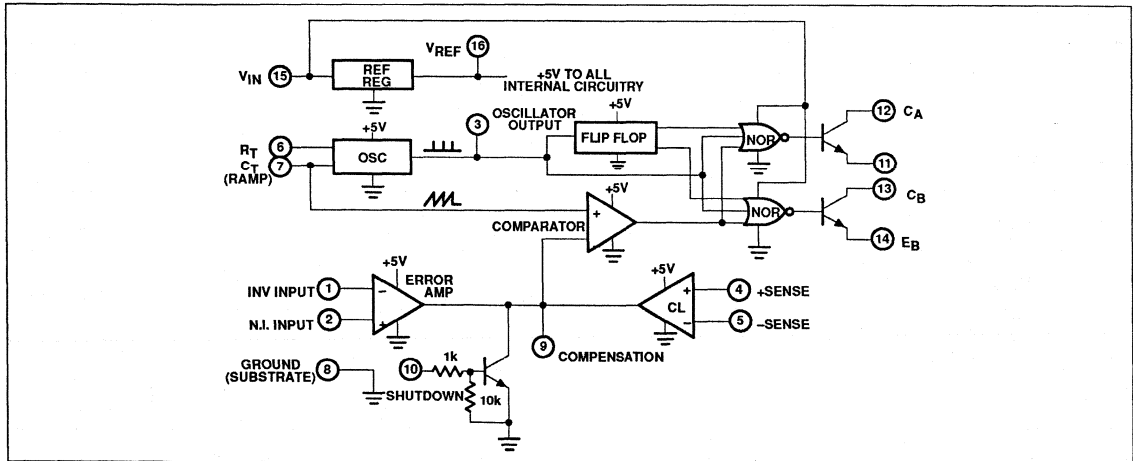 VREF 16
VIN 15
REF
REG
+5V TO ALL
INTERNAL CIRCUITRY
OSCILLATOR
OUTPUT
3
+5V
FLIP FLOP
NOR
12 CA
11
RT 6
CT 7
(RAMP)
+5V
OSC
13 CB
NOR
14 EB
COMPARATOR
+5V
+
INV INPUT 1
N.I. INPUT 2
+5V
ERROR
AMP
−
+
+5V
CL
+
−
4 +SENSE
5 –SENSE
9 COMPENSATION
GROUND
(SUBSTRATE) 8
10
1k
SHUTDOWN
10k